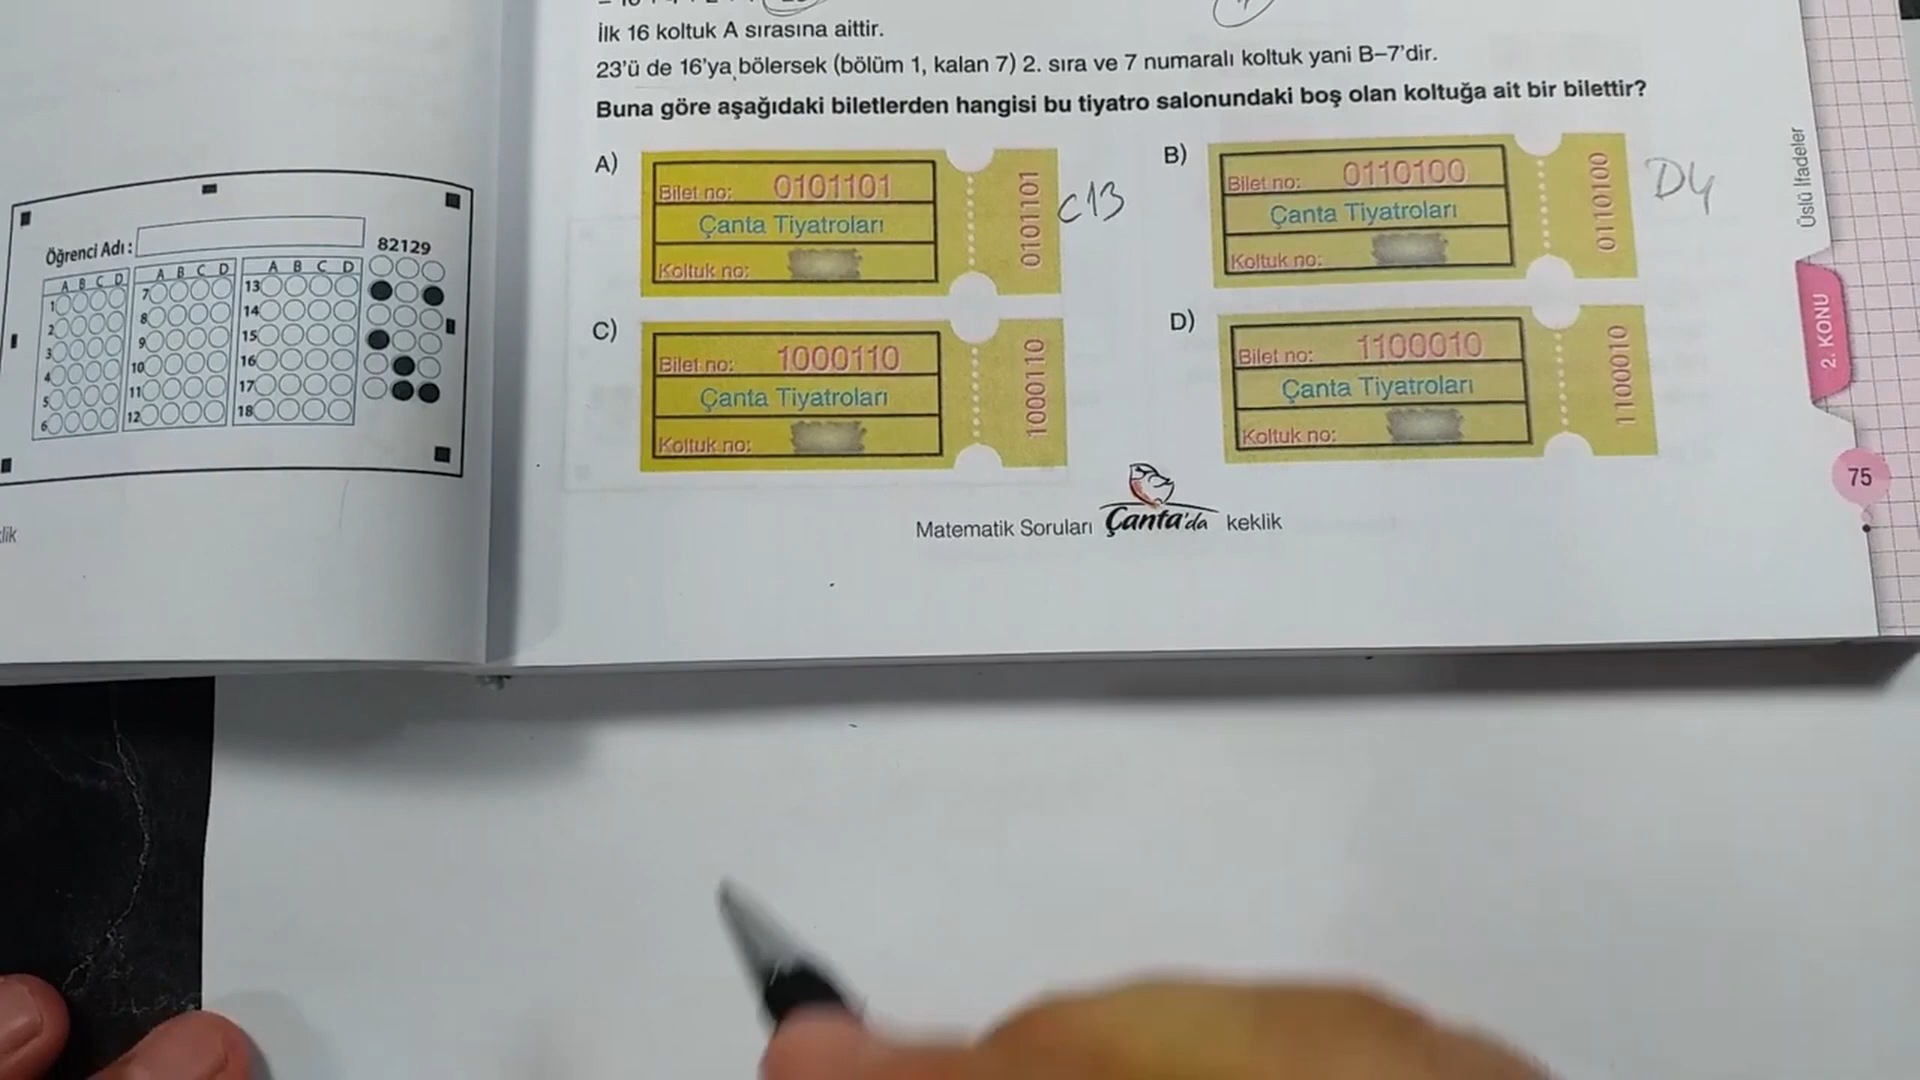 İlk 16 koltuk A sırasına aittir.
23'ü de 16'ya bölersek (bölüm 1, kalan 7) 2. sıra ve 7 numaralı koltuk yani B–7'dir.
Buna göre aşağıdaki biletlerden hangisi bu tiyatro salonundaki boş olan koltuğa ait bir bilettir?
A)
Bilet no: 0101101
Çanta Tiyatroları
Koltuk no:
0101101
C13
B)
Bilet no: 0110100
Çanta Tiyatroları
Koltuk no:
0110100
D4
C)
Bilet no: 1000110
Çanta Tiyatroları
Koltuk no:
1000110
D)
Bilet no: 1100010
Çanta Tiyatroları
Koltuk no:
1100010
Matematik Soruları Çanta'da keklik
Üslü İfadeler
2. KONU
75
Öğrenci Adı :
82129
A B C D
1
2
3
4
5
6
A B C D
7
8
9
10
11
12
A B C D
13
14
15
16
17
18